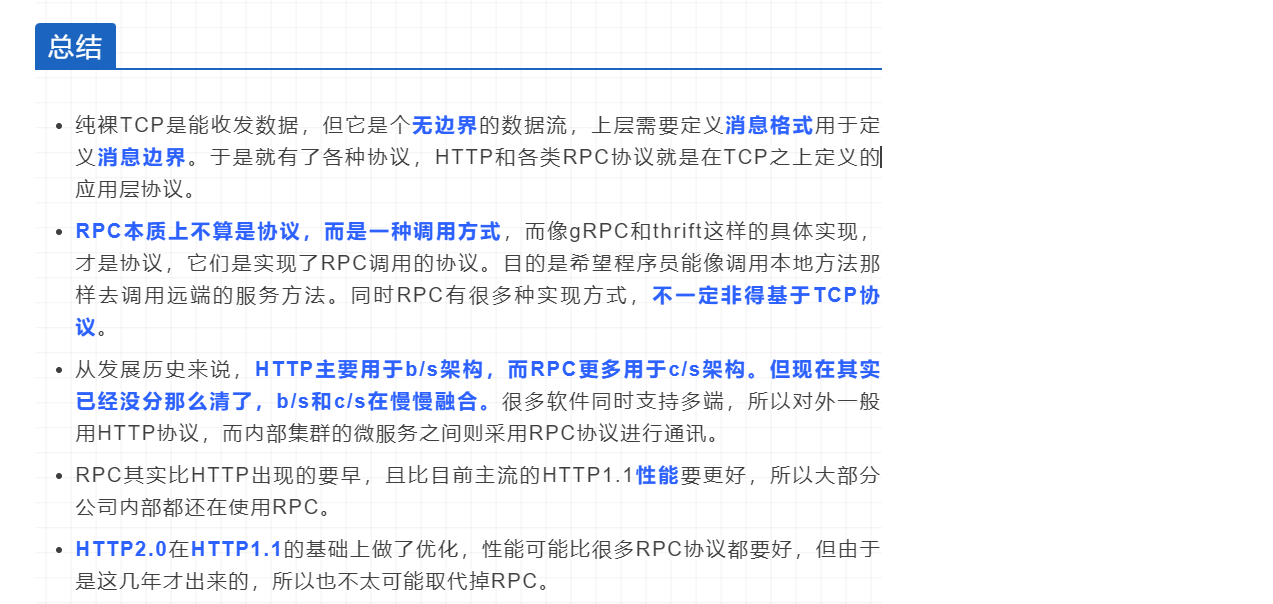 总结
纯裸TCP是能收发数据，但它是个无边界的数据流，上层需要定义消息格式用于定
义消息边界。于是就有了各种协议，HTTP和各类RPC协议就是在TCP之上定义的
应用层协议。
RPC本质上不算是协议，而是一种调用方式，而像gRPC和thrift这样的具体实现，
才是协议，它们是实现了RPC调用的协议。目的是希望程序员能像调用本地方法那
样去调用远端的服务方法。同时RPC有很多种实现方式，不一定非得基于TCP协
议。
从发展历史来说，HTTP主要用于b/s架构，而RPC更多用于c/s架构。但现在其实
已经没分那么清了，b/s和c/s在慢慢融合。很多软件同时支持多端，所以对外一般
用HTTP协议，而内部集群的微服务之间则采用RPC协议进行通讯。
RPC其实比HTTP出现的要早，且比目前主流的HTTP1.1性能要更好，所以大部分
公司内部都还在使用RPC。
HTTP2.0在HTTP1.1的基础上做了优化，性能可能比很多RPC协议都要好，但由于
是这几年才出来的，所以也不太可能取代掉RPC。